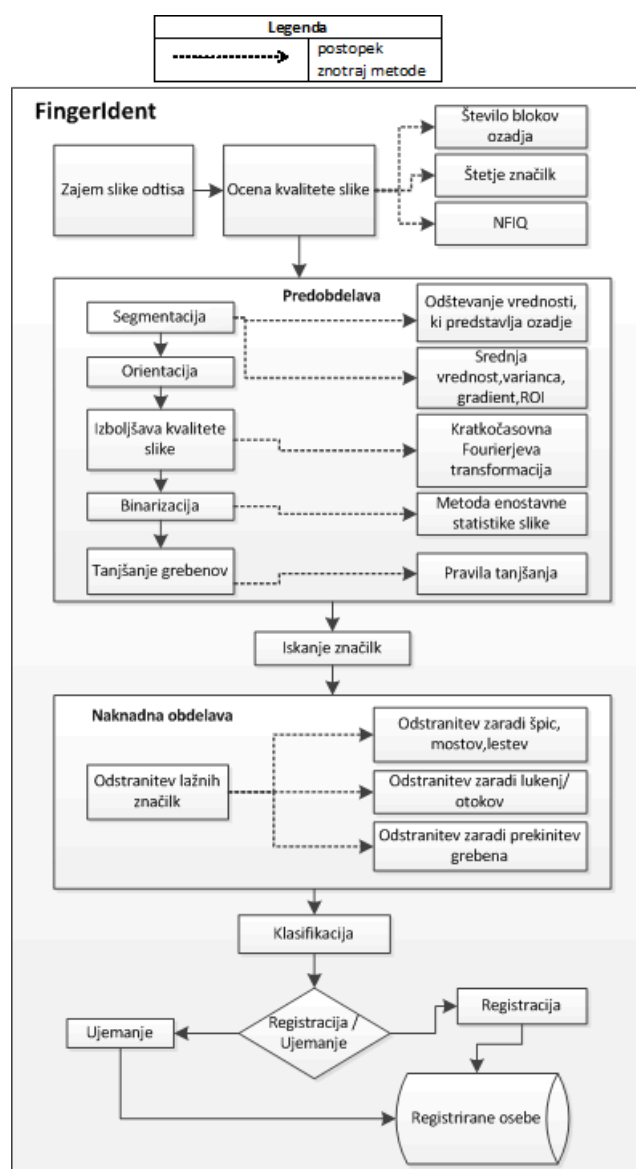 Legenda
postopek
znotraj metode
FingerIdent
Zajem slike odtisa
Ocena kvalitete slike
Število blokov
ozadja
Štetje značilk
NFIQ
Predobdelava
Segmentacija
Odštevanje vrednosti,
ki predstavlja ozadje
Srednja
vrednost,varianca,
gradient,ROI
Orientacija
Izboljšava kvalitete
slike
Kratkočasovna
Fourierjeva
transformacija
Binarizacija
Metoda enostavne
statistike slike
Tanjšanje grebenov
Pravila tanjšanja
Iskanje značilk
Naknadna obdelava
Odstranitev lažnih
značilk
Odstranitev zaradi špic,
mostov,lestev
Odstranitev zaradi lukenj/
otokov
Odstranitev zaradi prekinitev
grebena
Klasifikacija
Registracija /
Ujemanje
Ujemanje
Registracija
Registrirane osebe